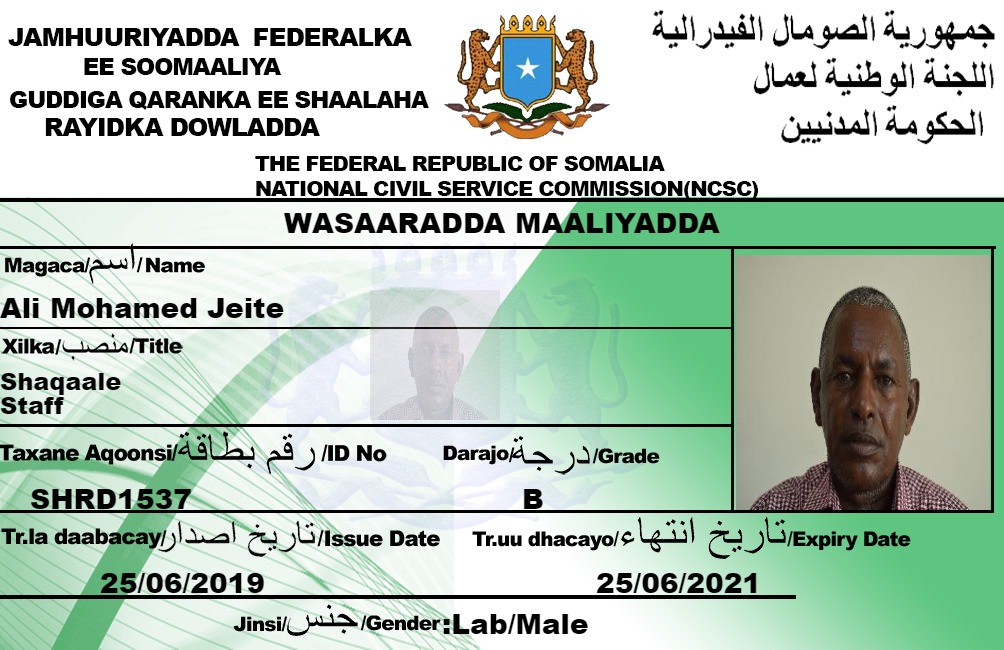 JAMHUURIYADDA FEDERALKA
EE SOOMAALIYA
GUDDIGA QARANKA EE SHAALAHA
RAYIDKA DOWLADDA
جمهورية الصومال الفيدرالية
اللجنة الوطنية لعمال
الحكومة المدنيين
THE FEDERAL REPUBLIC OF SOMALIA
NATIONAL CIVIL SERVICE COMMISSION(NCSC)
WASAARADDA MAALIYADDA
Magaca/اسم/Name
Ali Mohamed Jeite
Xilka/منصب/Title
Shaqaale
Staff
Taxane Aqoonsi/رقم بطاقة/ID No
Darajo/درجة/Grade
SHRD1537
B
Tr.la daabacay/تاريخ اصدار/Issue Date
Tr.uu dhacayo/تاريخ انتهاء/Expiry Date
25/06/2019
25/06/2021
Jinsi/جنس/Gender:Lab/Male